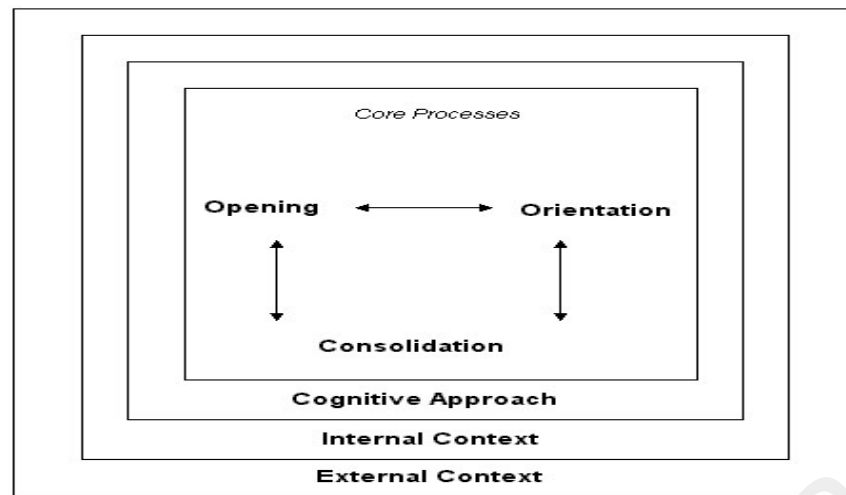 Core Processes
Opening Orientation
Consolidation
Cognitive Approach
Internal Context
External Context